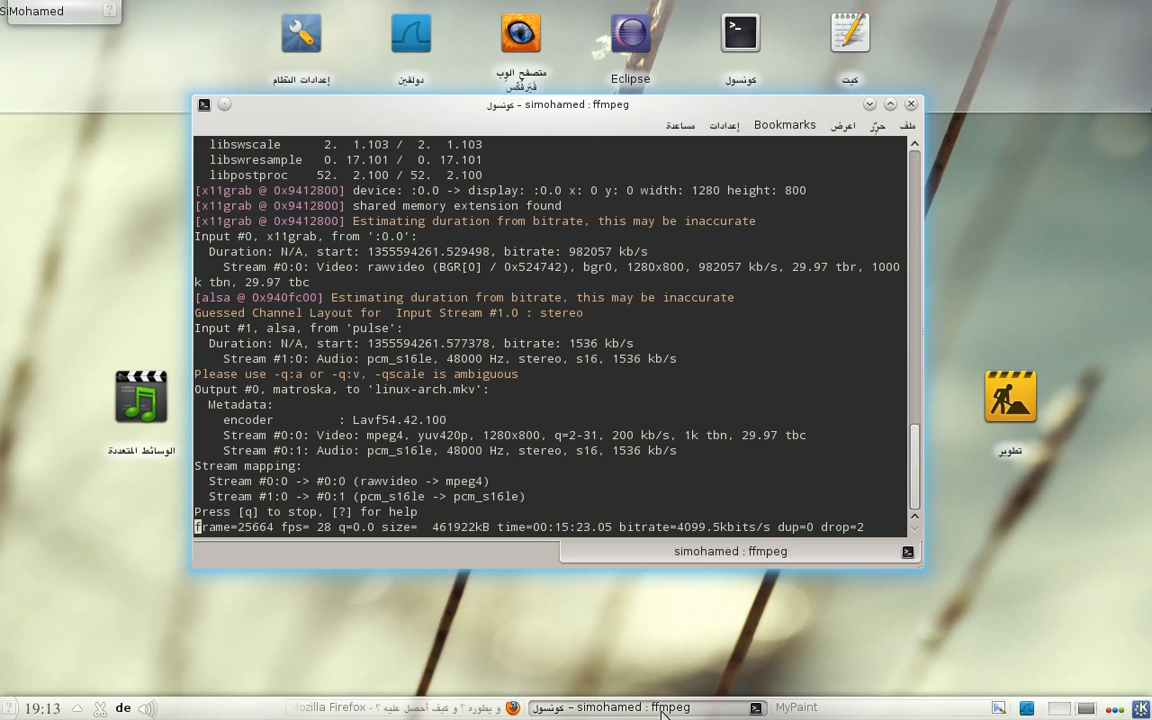 SiMohamed
إعدادات النظام
دولفين
متصفح الوِب
فَيَرفُكْس
Eclipse
كونسول
كيت
كونسول – simohamed : ffmpeg
ملف حرِّر اعرض Bookmarks إعدادات مساعدة
libswscale 2. 1.103 / 2. 1.103
libswresample 0. 17.101 / 0. 17.101
libpostproc 52. 2.100 / 52. 2.100
[x11grab @ 0x9412800] device: :0.0 -> display: :0.0 x: 0 y: 0 width: 1280 height: 800
[x11grab @ 0x9412800] shared memory extension found
[x11grab @ 0x9412800] Estimating duration from bitrate, this may be inaccurate
Input #0, x11grab, from ':0.0':
Duration: N/A, start: 1355594261.529498, bitrate: 982057 kb/s
Stream #0:0: Video: rawvideo (BGR[0] / 0x524742), bgr0, 1280x800, 982057 kb/s, 29.97 tbr, 1000
k tbn, 29.97 tbc
[alsa @ 0x940fc00] Estimating duration from bitrate, this may be inaccurate
Guessed Channel Layout for Input Stream #1.0 : stereo
Input #1, alsa, from 'pulse':
Duration: N/A, start: 1355594261.577378, bitrate: 1536 kb/s
Stream #1:0: Audio: pcm_s16le, 48000 Hz, stereo, s16, 1536 kb/s
Please use -q:a or -q:v, -qscale is ambiguous
Output #0, matroska, to 'linux-arch.mkv':
Metadata:
encoder : Lavf54.42.100
Stream #0:0: Video: mpeg4, yuv420p, 1280x800, q=2-31, 200 kb/s, 1k tbn, 29.97 tbc
Stream #0:1: Audio: pcm_s16le, 48000 Hz, stereo, s16, 1536 kb/s
Stream mapping:
Stream #0:0 -> #0:0 (rawvideo -> mpeg4)
Stream #1:0 -> #0:1 (pcm_s16le -> pcm_s16le)
Press [q] to stop, [?] for help
frame=25664 fps= 28 q=0.0 size= 461922kB time=00:15:23.05 bitrate=4099.5kbits/s dup=0 drop=2
simohamed : ffmpeg
الوسائط المتعددة
تطوير
19:13
de
و يطوره ؟ و كيف أحصل عليه ؟ - Mozilla Firefox
كونسول – simohamed : ffmpeg
MyPaint